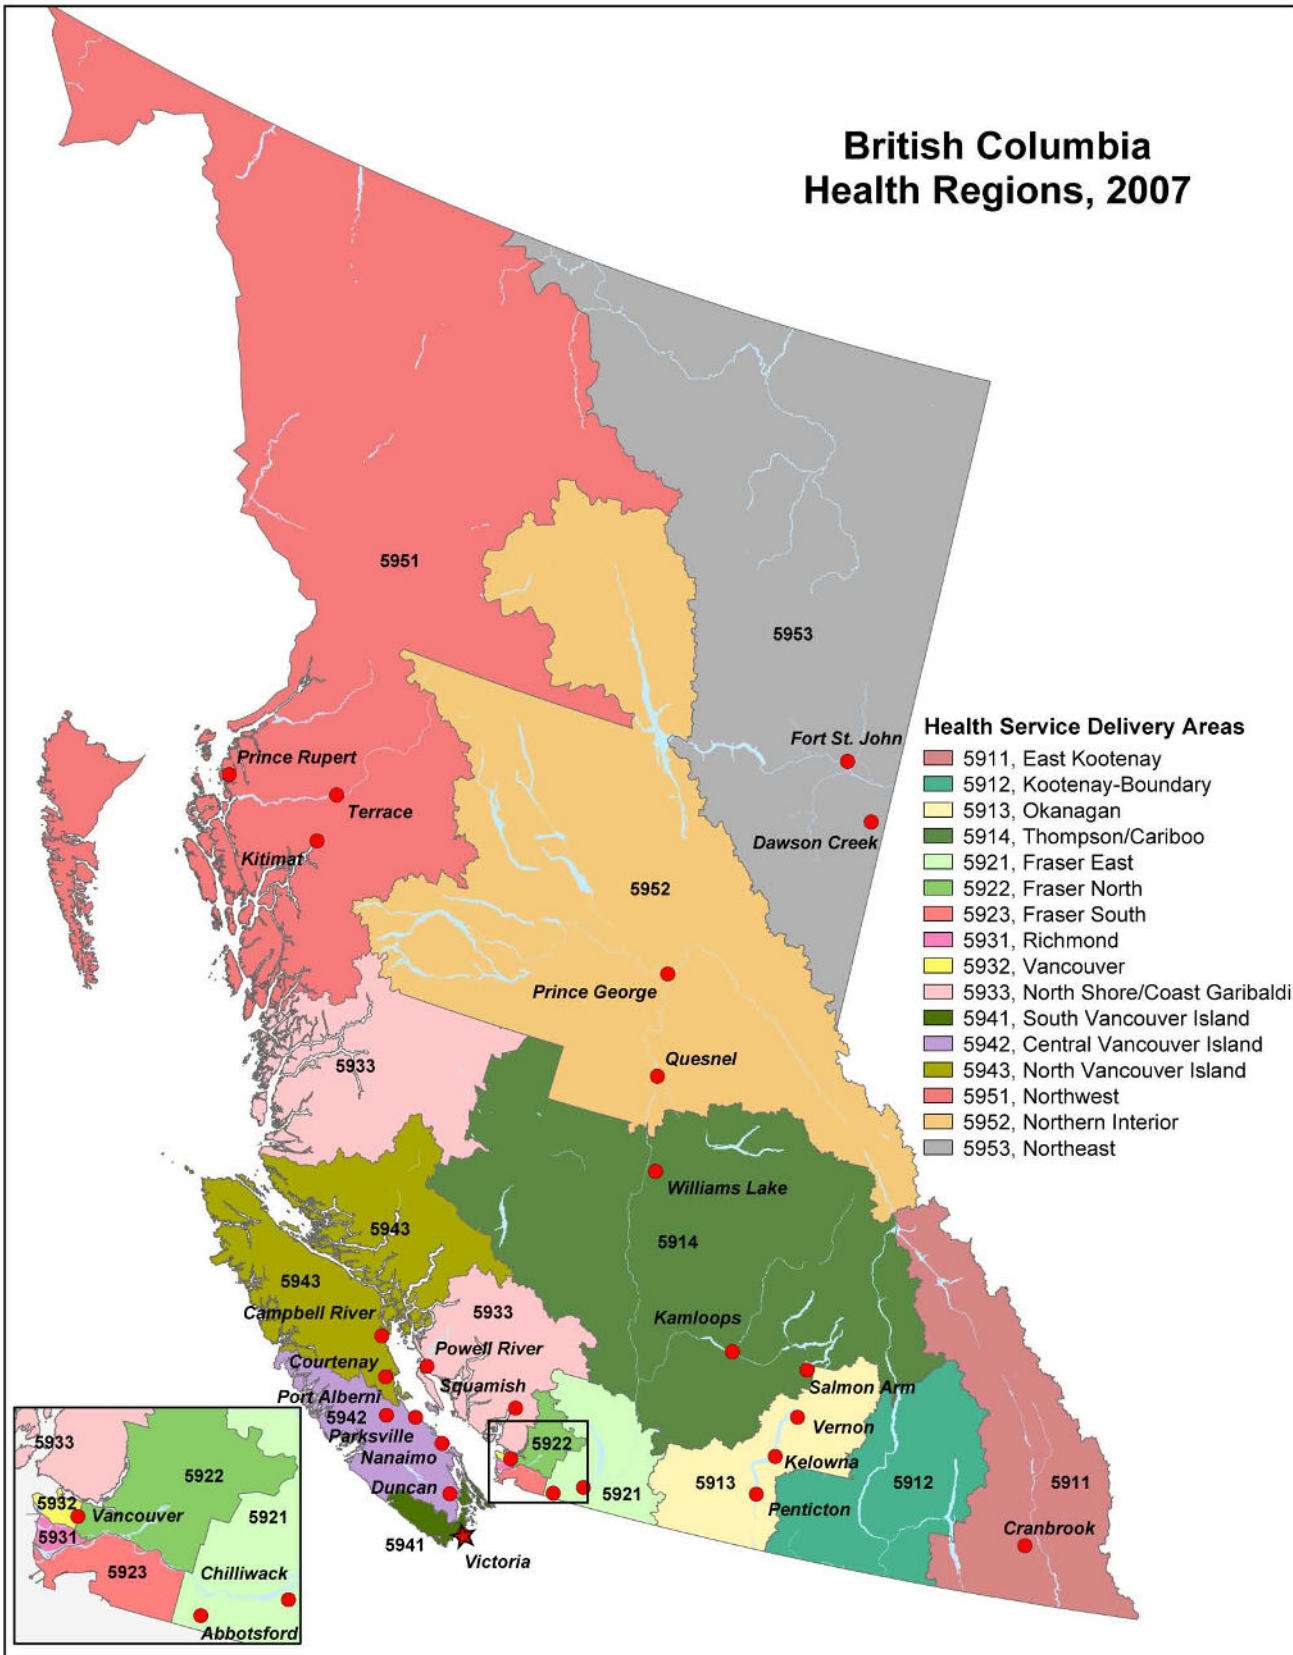 British Columbia
Health Regions, 2007
5951
5953
Prince Rupert
Terrace
Kitimat
Fort St. John
Dawson Creek
5952
Prince George
Quesnel
5933
Williams Lake
5943
5914
5943
Campbell River
5933
Kamloops
Powell River
Courtenay
Squamish
Salmon Arm
Port Alberni
5942
Parksville
Vernon
Nanaimo
5922
Kelowna
5913
5912
5911
Duncan
5921
Penticton
Cranbrook
5941
Victoria
Health Service Delivery Areas
5911, East Kootenay
5912, Kootenay-Boundary
5913, Okanagan
5914, Thompson/Cariboo
5921, Fraser East
5922, Fraser North
5923, Fraser South
5931, Richmond
5932, Vancouver
5933, North Shore/Coast Garibaldi
5941, South Vancouver Island
5942, Central Vancouver Island
5943, North Vancouver Island
5951, Northwest
5952, Northern Interior
5953, Northeast
5933
5922
5932
Vancouver
5921
5931
5923
Chilliwack
Abbotsford